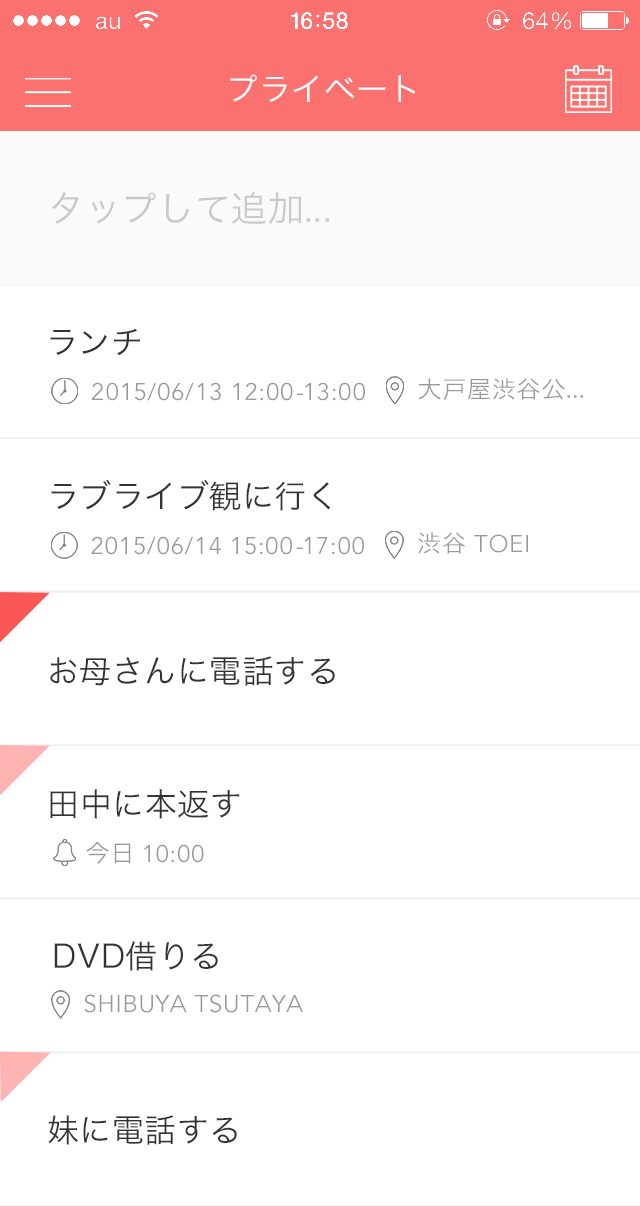 au 16:58 64%
プライベート
タップして追加...
ランチ
2015/06/13 12:00-13:00 大戸屋渋谷公...
ラブライブ観に行く
2015/06/14 15:00-17:00 渋谷 TOEI
お母さんに電話する
田中に本返す
今日 10:00
DVD借りる
SHIBUYA TSUTAYA
妹に電話する